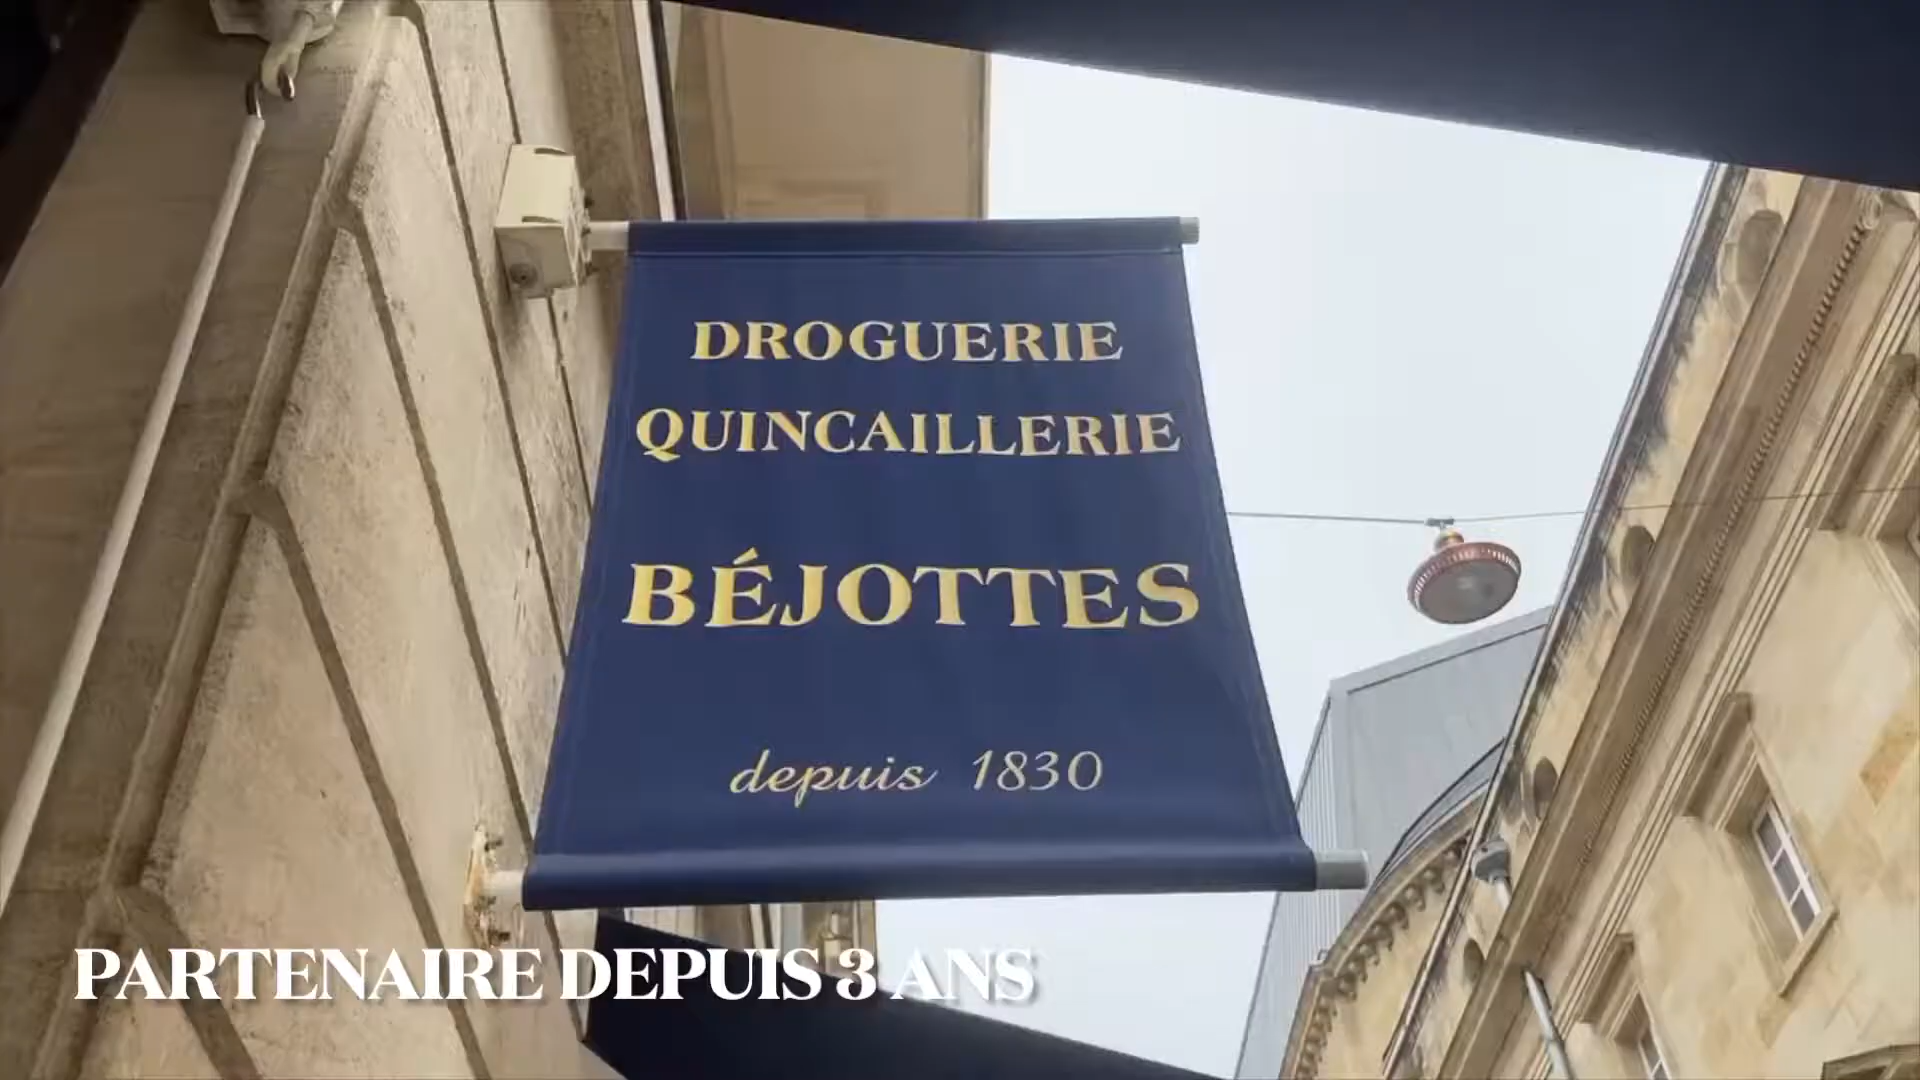 DROGUERIE
QUINCAILLERIE
BÉJOTTES
depuis 1830
PARTENAIRE DEPUIS 3 ANS